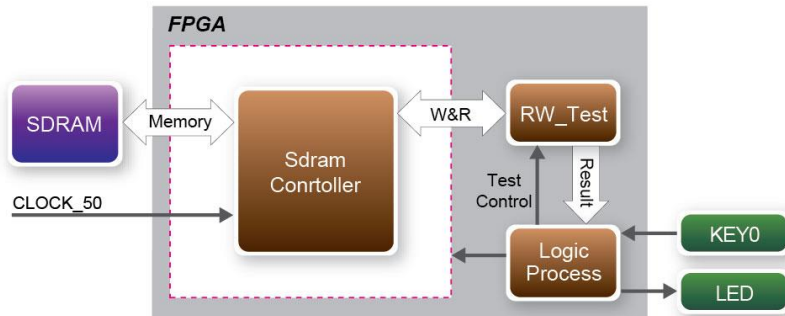 FPGA
SDRAM
Memory
Sdram
Conrtoller
W&R
RW_Test
CLOCK_50
Test
Control
Result
Logic
Process
KEY0
LED